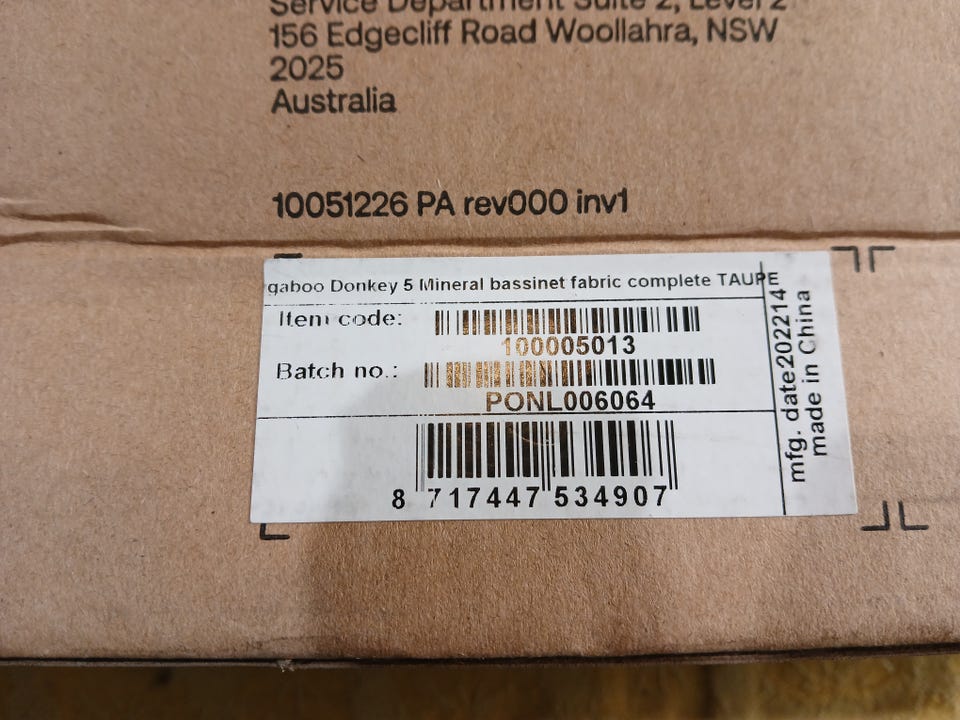 Service Department Suite 2, Level 2
156 Edgecliff Road Woollahra, NSW
2025
Australia
10051226 PA rev000 inv1
gaboo Donkey 5 Mineral bassinet fabric complete TAUPE
Item code:
100005013
Batch no.:
PONL006064
8 717447 534907
mfg. date202214
made in China